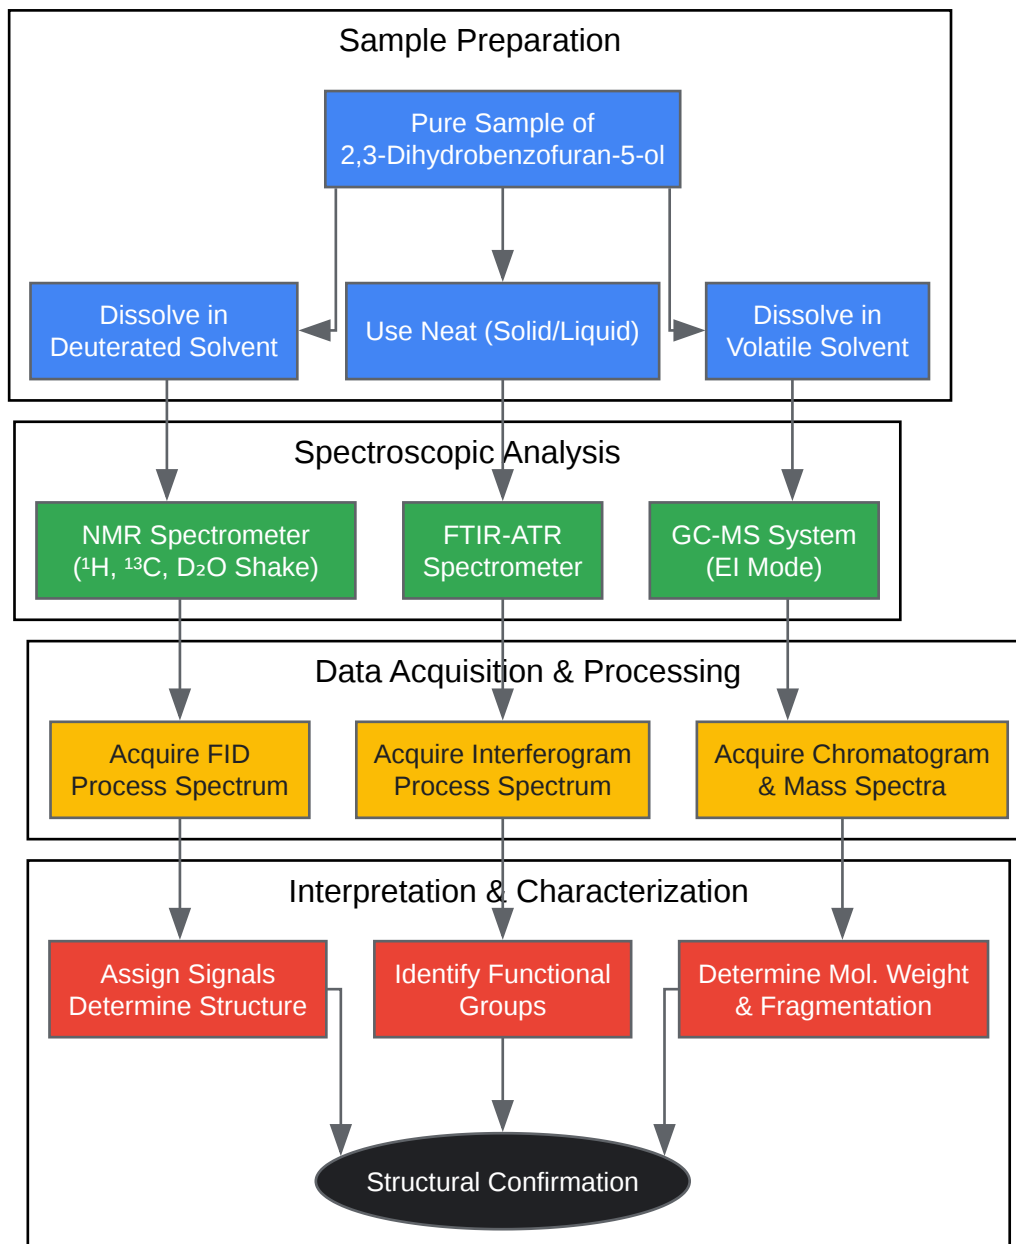 Sample Preparation
Pure Sample of
2,3-Dihydrobenzofuran-5-ol
Dissolve in
Deuterated Solvent
Use Neat (Solid/Liquid)
Dissolve in
Volatile Solvent
Spectroscopic Analysis
NMR Spectrometer
(¹H, ¹³C, D₂O Shake)
FTIR-ATR
Spectrometer
GC-MS System
(EI Mode)
Data Acquisition & Processing
Acquire FID
Process Spectrum
Acquire Interferogram
Process Spectrum
Acquire Chromatogram
& Mass Spectra
Interpretation & Characterization
Assign Signals
Determine Structure
Identify Functional
Groups
Determine Mol. Weight
& Fragmentation
Structural Confirmation